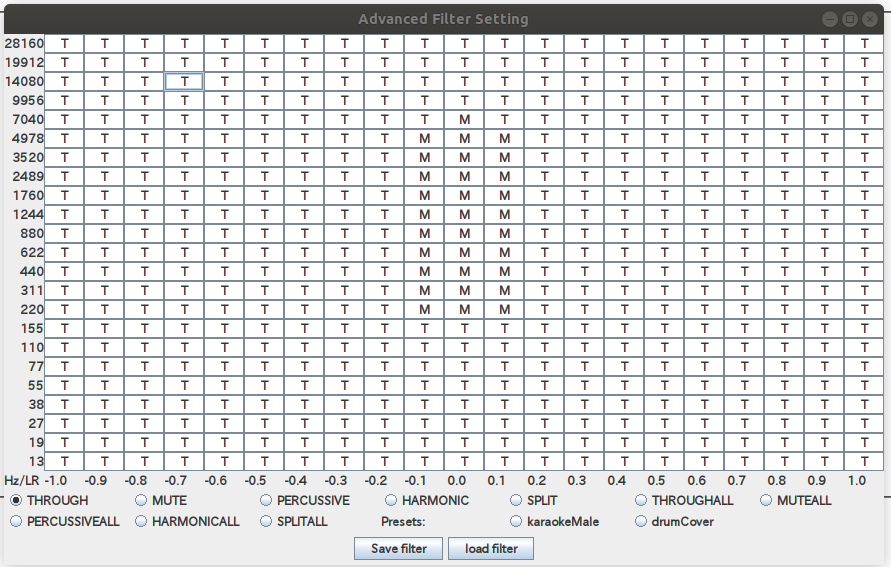 Advanced Filter Setting
28160 T T T T T T T T T T T T T T T T T T T T T
19912 T T T T T T T T T T T T T T T T T T T T T
14080 T T T T T T T T T T T T T T T T T T T T T
9956 T T T T T T T T T T T T T T T T T T T T T
7040 T T T T T T T T T T M T T T T T T T T T T
4978 T T T T T T T T T M M M T T T T T T T T T
3520 T T T T T T T T T M M M T T T T T T T T T
2489 T T T T T T T T T M M M T T T T T T T T T
1760 T T T T T T T T T M M M T T T T T T T T T
1244 T T T T T T T T T M M M T T T T T T T T T
880 T T T T T T T T T M M M T T T T T T T T T
622 T T T T T T T T T M M M T T T T T T T T T
440 T T T T T T T T T M M M T T T T T T T T T
311 T T T T T T T T T M M M T T T T T T T T T
220 T T T T T T T T T M M M T T T T T T T T T
155 T T T T T T T T T T T T T T T T T T T T T
110 T T T T T T T T T T T T T T T T T T T T T
77 T T T T T T T T T T T T T T T T T T T T T
55 T T T T T T T T T T T T T T T T T T T T T
38 T T T T T T T T T T T T T T T T T T T T T
27 T T T T T T T T T T T T T T T T T T T T T
19 T T T T T T T T T T T T T T T T T T T T T
13 T T T T T T T T T T T T T T T T T T T T T
Hz/LR -1.0 -0.9 -0.8 -0.7 -0.6 -0.5 -0.4 -0.3 -0.2 -0.1 0.0 0.1 0.2 0.3 0.4 0.5 0.6 0.7 0.8 0.9 1.0
THROUGH MUTE PERCUSSIVE HARMONIC SPLIT THROUGHALL MUTEALL
PERCUSSIVEALL HARMONICALL SPLITALL Presets: karaokeMale drumCover
Save filter load filter